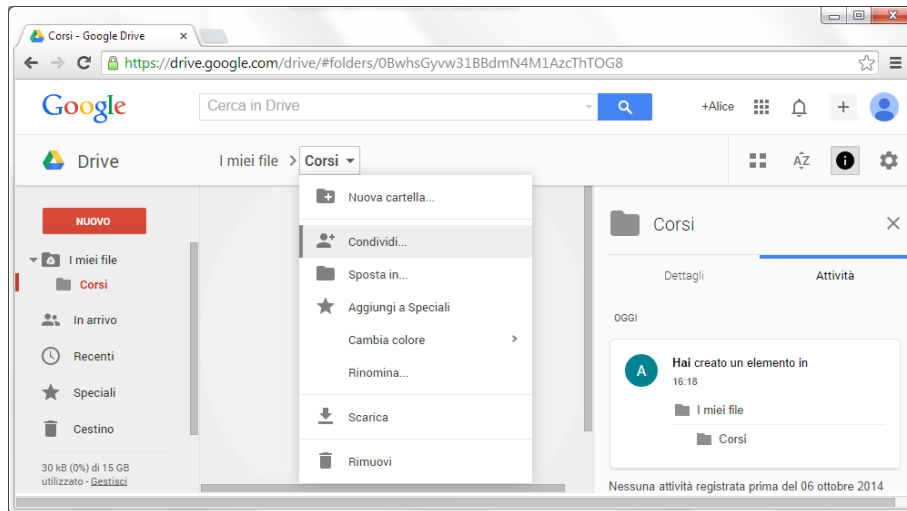 Corsi - Google Drive
https://drive.google.com/drive/#folders/0BwhsGyvw31BBdmN4M1AzcThTOG8
Google
Cerca in Drive
+Alice
Drive
I miei file > Corsi
AZ
NUOVO
I miei file
Corsi
In arrivo
Recenti
Speciali
Cestino
30 kB (0%) di 15 GB
utilizzato - Gestisci
Nuova cartella...
Condividi...
Sposta in...
Aggiungi a Speciali
Cambia colore
Rinomina...
Scarica
Rimuovi
Corsi
Dettagli
Attività
OGGI
A
Hai creato un elemento in
16:18
I miei file
Corsi
Nessuna attività registrata prima del 06 ottobre 2014